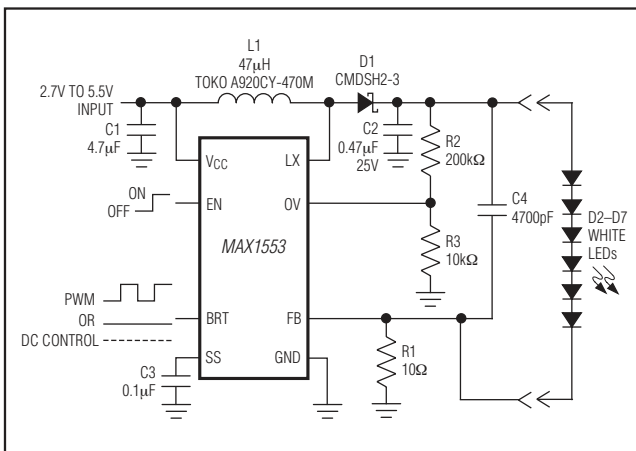 L1
47µH
TOKO A920CY-470M
D1
CMDSH2-3
2.7V TO 5.5V
INPUT
C1
4.7µF
C2
0.47µF
25V
R2
200kΩ
VCC
LX
ON
OFF
EN
OV
C4
4700pF
D2–D7
WHITE
LEDs
MAX1553
R3
10kΩ
PWM
OR
DC CONTROL
BRT
FB
SS
GND
R1
10Ω
C3
0.1µF